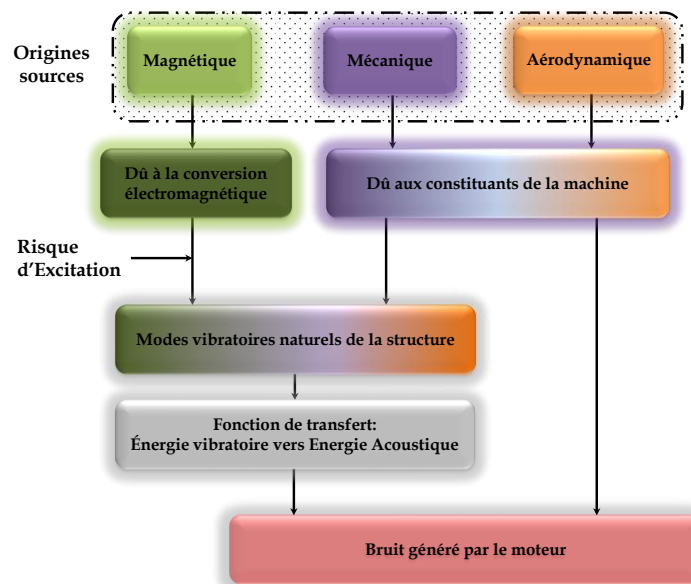 Origines
sources
Magnétique
Mécanique
Aérodynamique
Dû à la conversion
électromagnétique
Dû aux constituants de la machine
Risque
d'Excitation
Modes vibratoires naturels de la structure
Fonction de transfert:
Énergie vibratoire vers Energie Acoustique
Bruit généré par le moteur